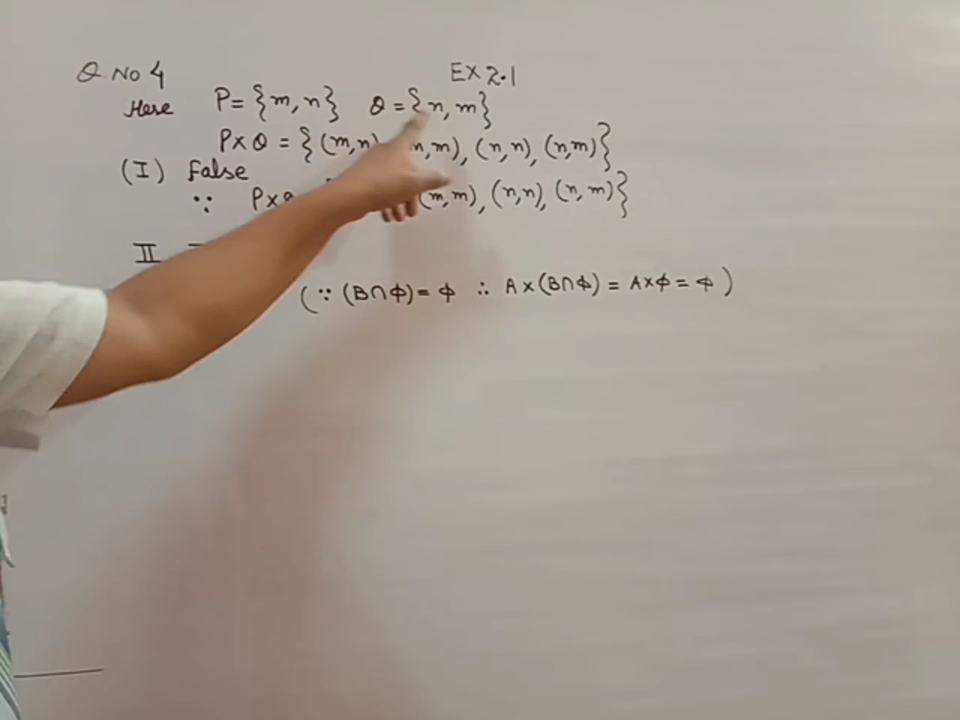 Q. No 4 Ex 2.1
Here P = {m, n} Q = {n, m}
P×Q = {(m,n) m,m), (n,n), (n,m)}
(I) False
∵ P× (m,m), (n,n), (n,m)}
II
(∵ (B∩ϕ) = ϕ ∴ A×(B∩ϕ) = A×ϕ = ϕ)